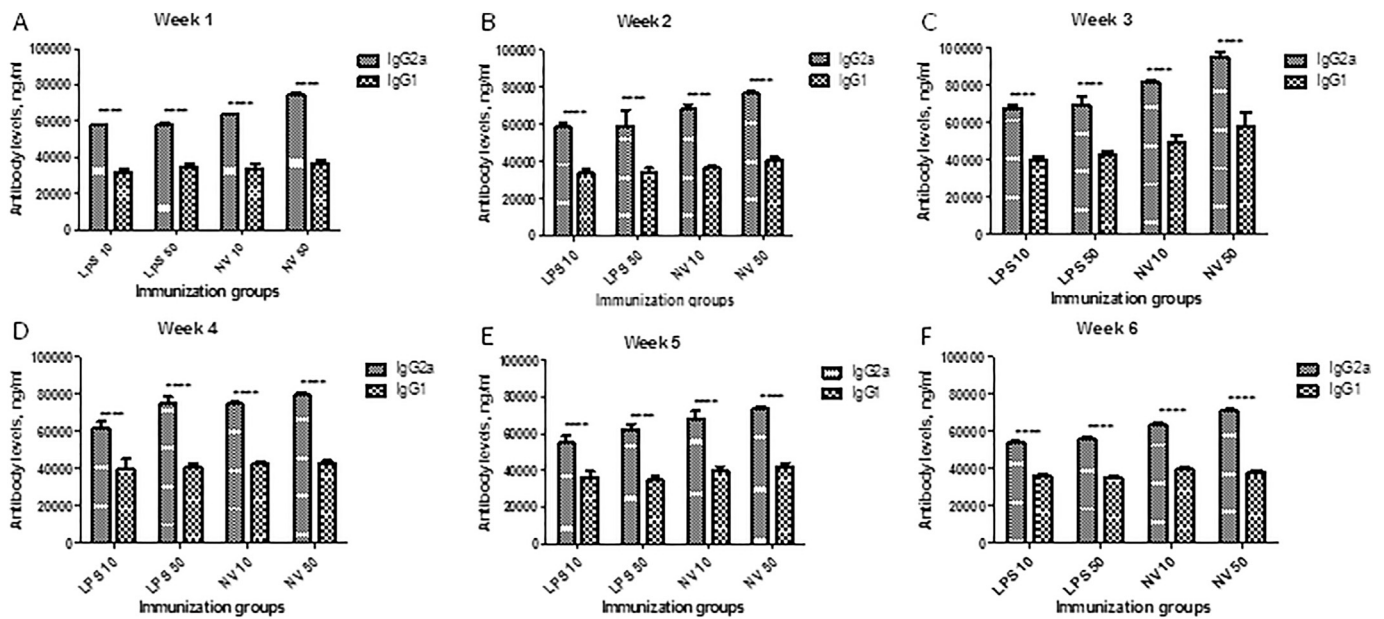 A
Week 1
Antibody levels, ng/ml
100000
80000
60000
40000
20000
0
LpS 10
LpS 50
NV 10
NV 50
Immunization groups
IgG2a
IgG1
B
Week 2
Antibody levels, ng/ml
100000
80000
60000
40000
20000
0
LPS 10
LPS 50
NV 10
NV 50
Immunization groups
IgG2a
IgG1
C
Week 3
Antibody levels, ng/ml
100000
80000
60000
40000
20000
0
LPS 10
LPS 50
NV 10
NV 50
Immunization groups
IgG2a
IgG1
D
Week 4
Antibody levels, ng/ml
100000
80000
60000
40000
20000
0
LPS 10
LPS 50
NV 10
NV 50
Immunization groups
IgG2a
IgG1
E
Week 5
Antibody levels, ng/ml
100000
80000
60000
40000
20000
0
LPS 10
LPS 50
NV 10
NV 50
Immunization groups
IgG2a
IgG1
F
Week 6
Antibody levels, ng/ml
100000
80000
60000
40000
20000
0
LPS 10
LPS 50
NV 10
NV 50
Immunization groups
IgG2a
IgG1